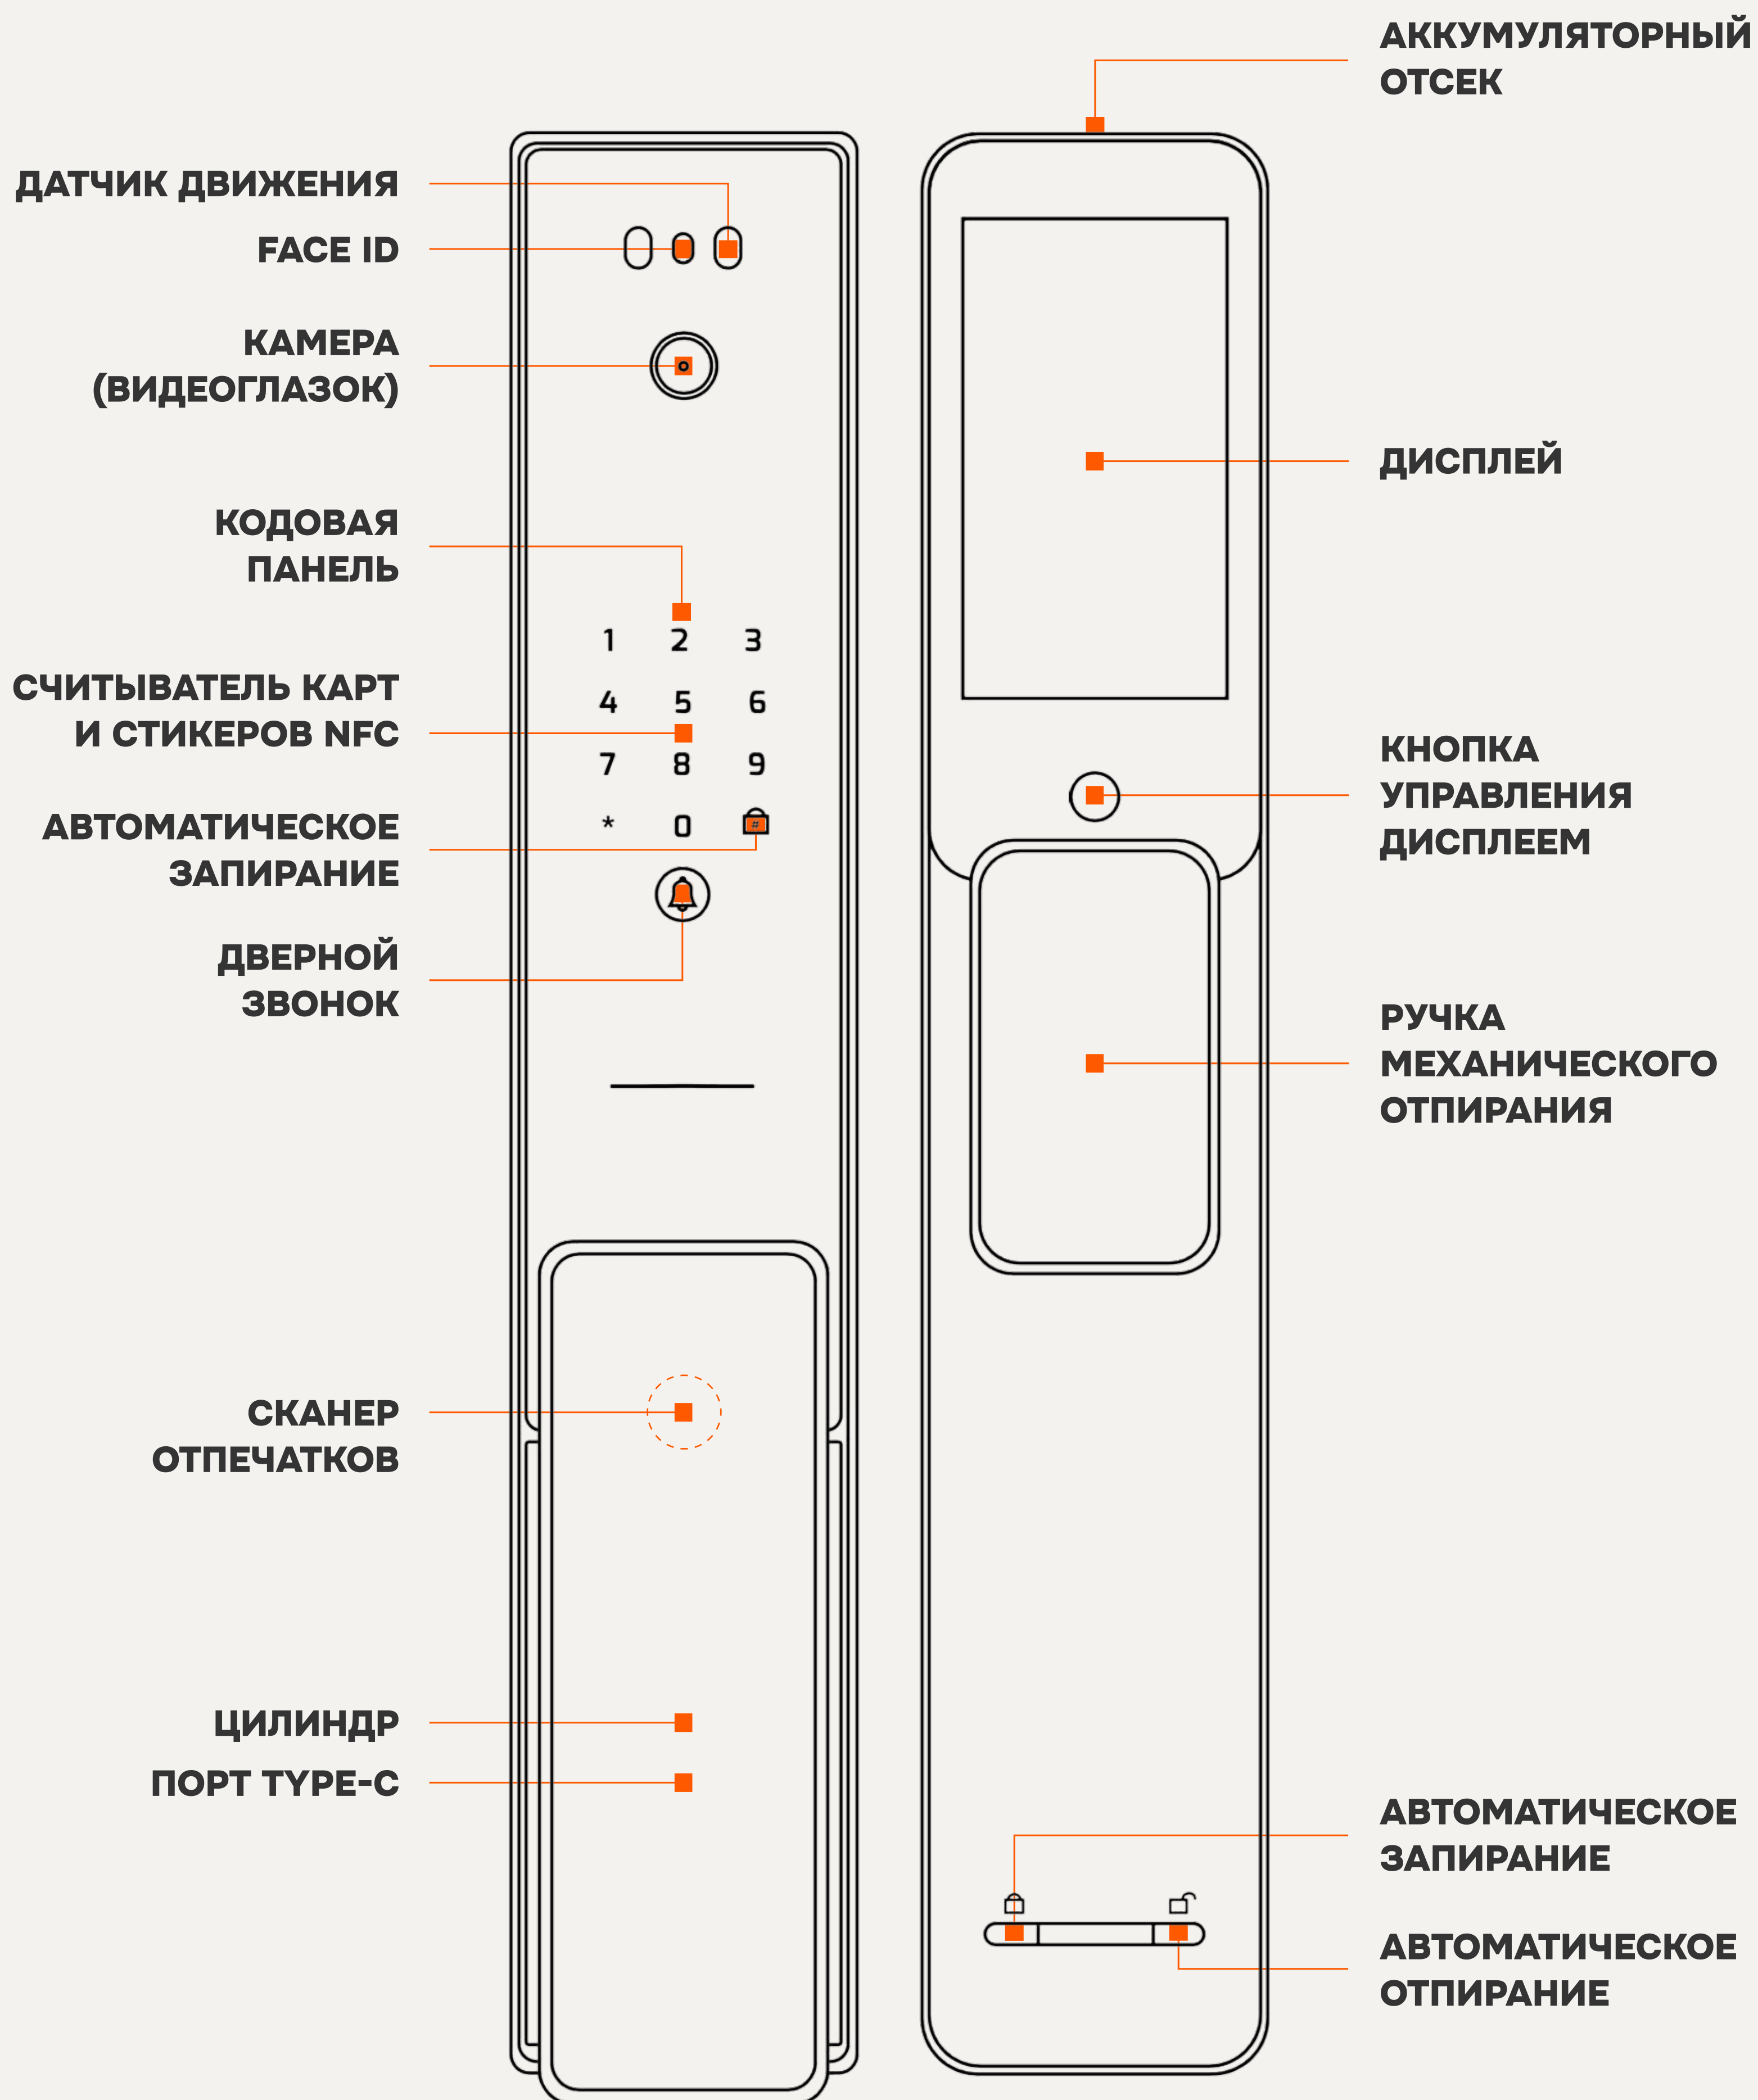 АККУМУЛЯТОРНЫЙ
ОТСЕК
ДАТЧИК ДВИЖЕНИЯ
FACE ID
КАМЕРА
(ВИДЕОГЛАЗОК)
КОДОВАЯ
ПАНЕЛЬ
СЧИТЫВАТЕЛЬ КАРТ
И СТИКЕРОВ NFC
АВТОМАТИЧЕСКОЕ
ЗАПИРАНИЕ
ДВЕРНОЙ
ЗВОНОК
СКАНЕР
ОТПЕЧАТКОВ
ЦИЛИНДР
ПОРТ TYPE-C
1 2 3
4 5 6
7 8 9
* 0 #
ДИСПЛЕЙ
КНОПКА
УПРАВЛЕНИЯ
ДИСПЛЕЕМ
РУЧКА
МЕХАНИЧЕСКОГО
ОТПИРАНИЯ
АВТОМАТИЧЕСКОЕ
ЗАПИРАНИЕ
АВТОМАТИЧЕСКОЕ
ОТПИРАНИЕ